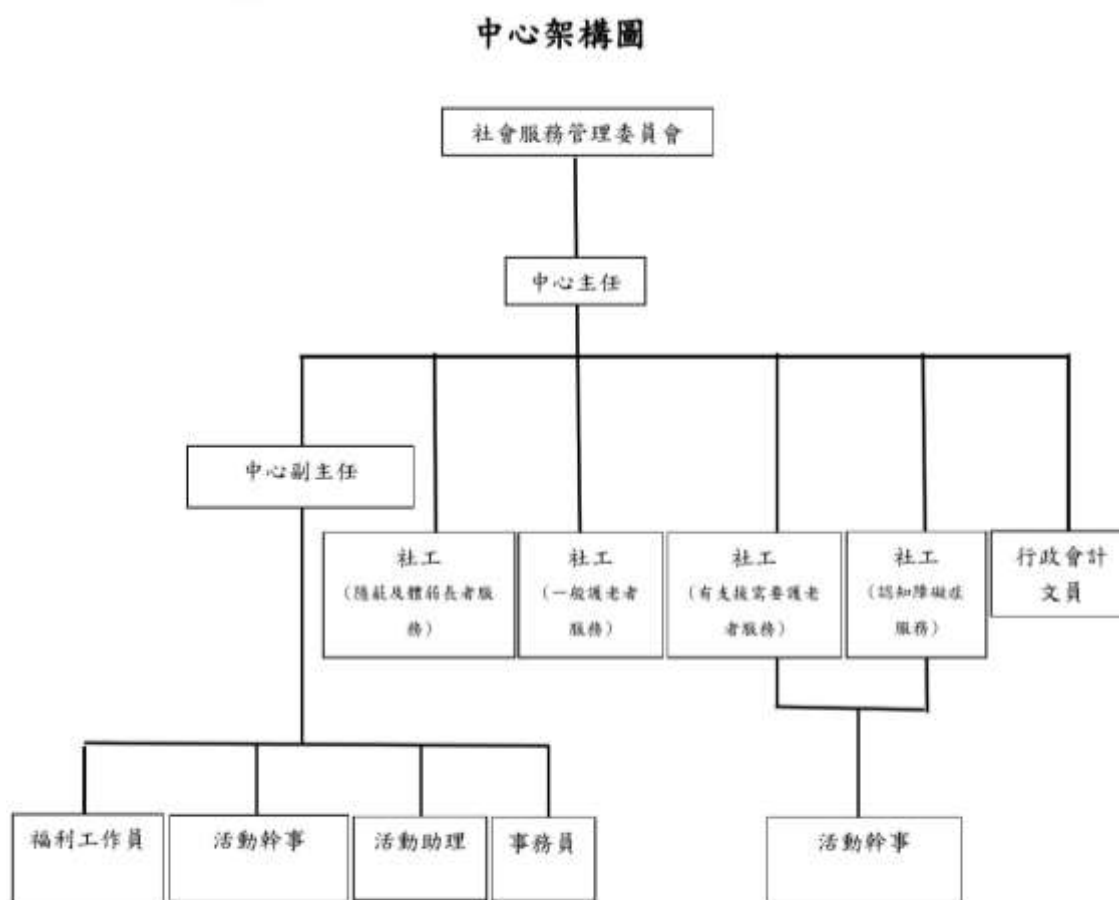 中心架構圖
社會服務管理委員會
中心主任
中心副主任
社工
(隱蔽及體弱長者服
務)
社工
(一般護老者
服務)
社工
(有支援需要護老
者服務)
社工
(認知障礙症
服務)
行政會計
文員
福利工作員
活動幹事
活動助理
事務員
活動幹事